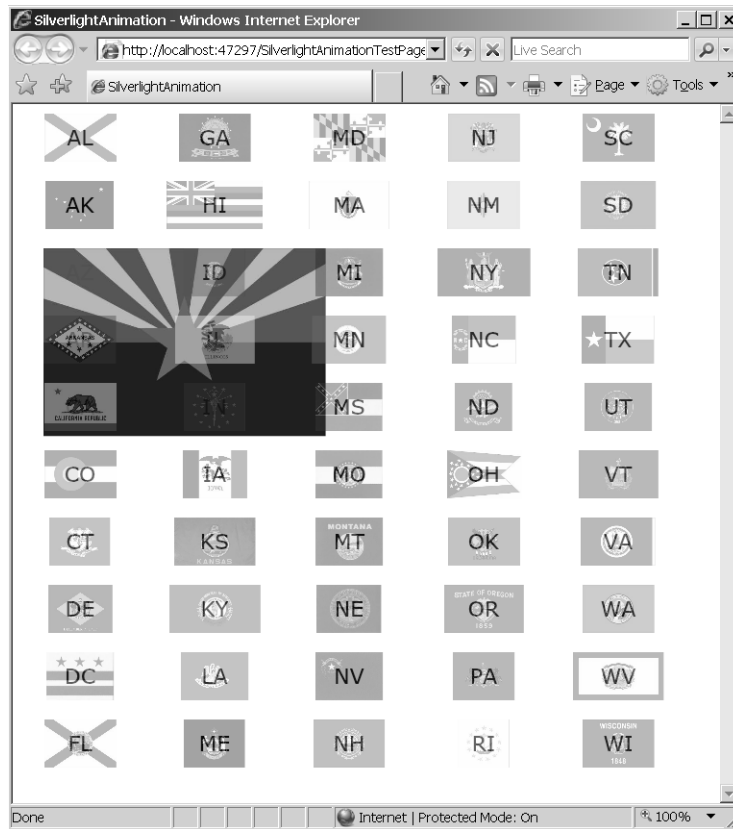 SilverlightAnimation - Windows Internet Explorer
http://localhost:47297/SilverlightAnimationTestPage
Live Search
SilverlightAnimation
Page
Tools
»
AL GA MD NJ SC
AK HI MA NM SD
ID MI NY TN
ARKANSAS IL MN NC TX
CALIFORNIA REPUBLIC IN MS ND UT
CO IA MO OH VT
CT KS MT OK VA
KANSAS MONTANA
DE KY NE OR WA
STATE OF OREGON
1859
DC LA NV PA WV
FL ME NH RI WI
WISCONSIN
1848
Done
Internet | Protected Mode: On
100%